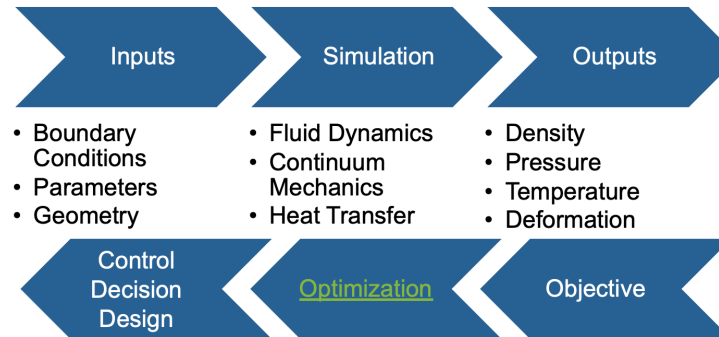 Inputs
Simulation
Outputs
• Boundary
Conditions
• Parameters
• Geometry
• Fluid Dynamics
• Continuum
Mechanics
• Heat Transfer
• Density
• Pressure
• Temperature
• Deformation
Control
Decision
Design
Optimization
Objective